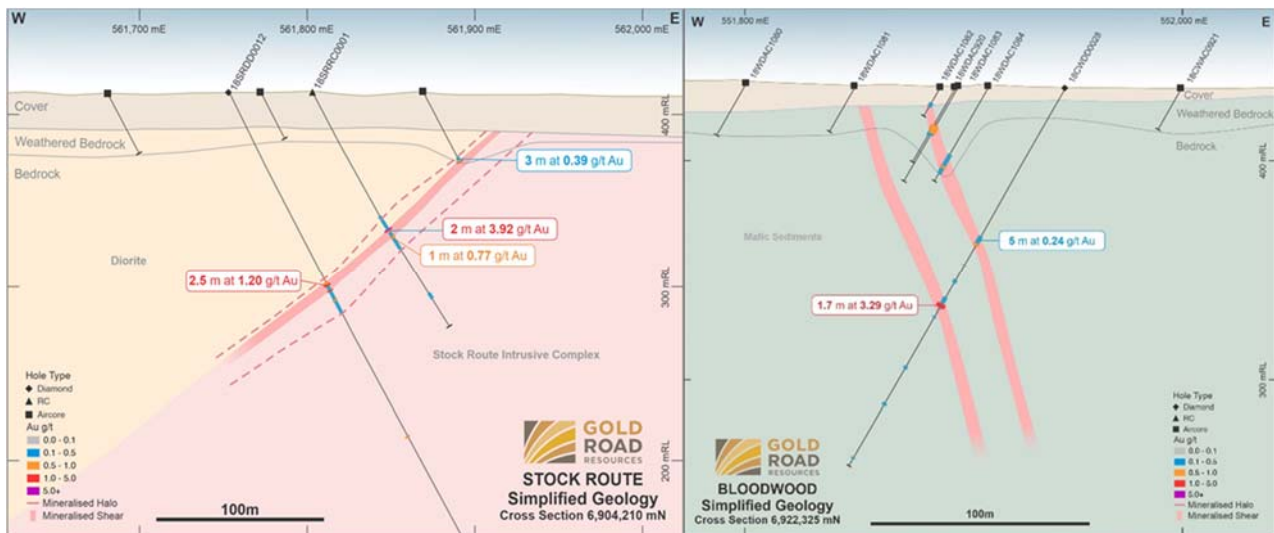 W
E
561,700 mE
561,800 mE
561,900 mE
562,000 mE
18SRDD0012
18SRRC0001
Cover
Weathered Bedrock
Bedrock
400 mRL
3 m at 0.39 g/t Au
2 m at 3.92 g/t Au
1 m at 0.77 g/t Au
2.5 m at 1.20 g/t Au
Diorite
300 mRL
Stock Route Intrusive Complex
Hole Type
Diamond
RC
Aircore
Au g/t
0.0 - 0.1
0.1 - 0.5
0.5 - 1.0
1.0 - 5.0
5.0+
Mineralised Halo
Mineralised Shear
100m
GOLD
ROAD
RESOURCES
STOCK ROUTE
Simplified Geology
Cross Section 6,904,210 mN
200 mRL
W
E
551,800 mE
552,000 mE
18WDAC1080
18WDAC1081
18WDAC1082
18WDAC0920
18WDAC1083
18WDAC1084
18CWDD0028
18CWAC0921
Cover
Weathered Bedrock
Bedrock
400 mRL
Mafic Sediments
5 m at 0.24 g/t Au
1.7 m at 3.29 g/t Au
300 mRL
Hole Type
Diamond
RC
Aircore
Au g/t
0.0 - 0.1
0.1 - 0.5
0.5 - 1.0
1.0 - 5.0
5.0+
Mineralised Halo
Mineralised Shear
GOLD
ROAD
RESOURCES
BLOODWOOD
Simplified Geology
Cross Section 6,922,325 mN
100m